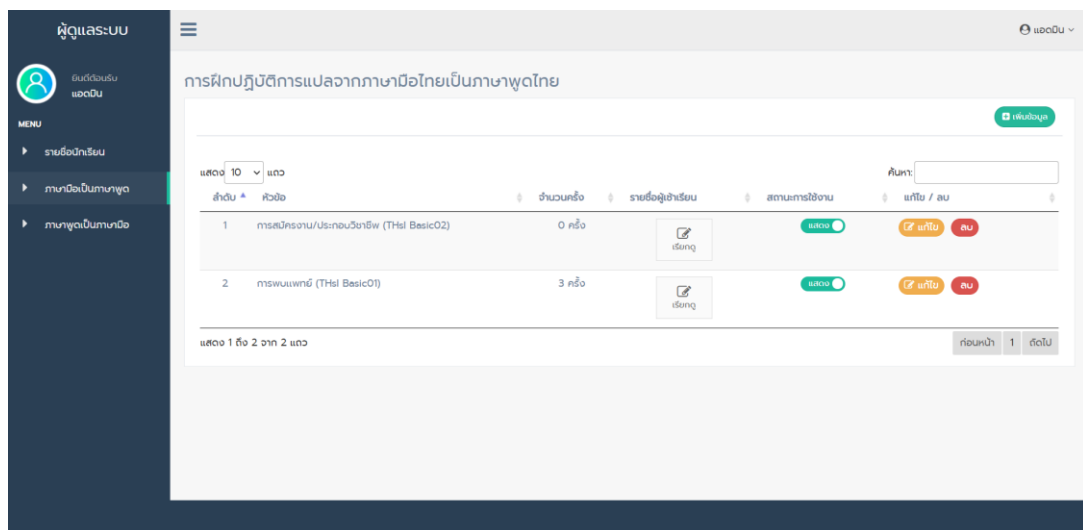 ผู้ดูแลระบบ
แอดมิน
ยินดีต้อนรับ
แอดมิน
MENU
รายชื่อนักเรียน
ภาษามือเป็นภาษาพูด
ภาษาพูดเป็นภาษามือ
การฝึกปฏิบัติการแปลจากภาษามือไทยเป็นภาษาพูดไทย
เพิ่มข้อมูล
แสดง 10 แถว ค้นหา:
ลำดับ หัวข้อ จำนวนครั้ง รายชื่อผู้เข้าเรียน สถานะการใช้งาน แก้ไข / ลบ
1 การสมัครงาน/ประกอบวิชาชีพ (THsl Basic02) 0 ครั้ง เรียกดู แสดง แก้ไข ลบ
2 การพบแพทย์ (THsl Basic01) 3 ครั้ง เรียกดู แสดง แก้ไข ลบ
แสดง 1 ถึง 2 จาก 2 แถว ก่อนหน้า 1 ถัดไป